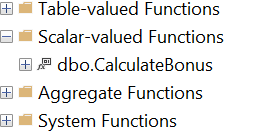 Table-valued Functions
Scalar-valued Functions
dbo.CalculateBonus
Aggregate Functions
System Functions